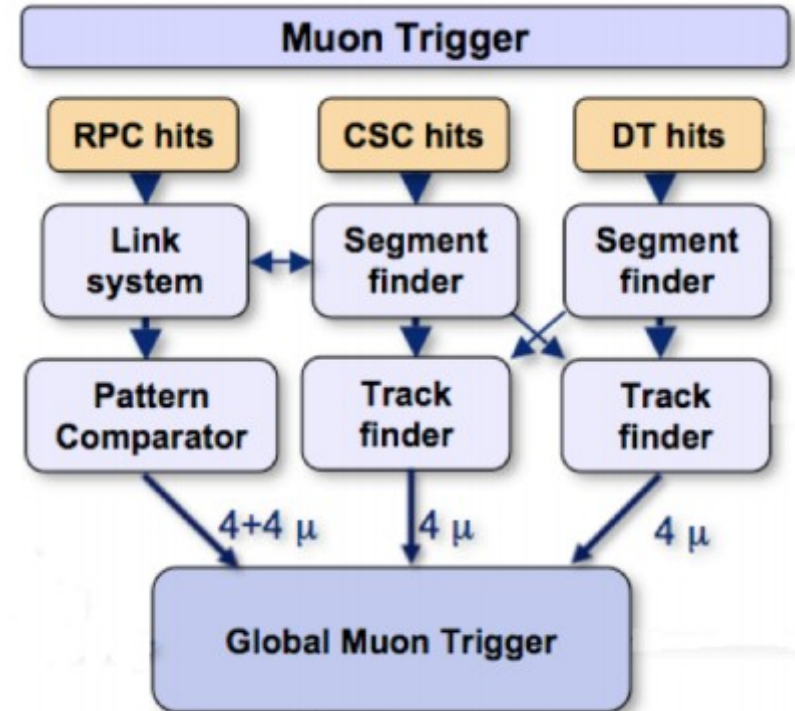 Muon Trigger
RPC hits
CSC hits
DT hits
Link
system
Segment
finder
Segment
finder
Pattern
Comparator
Track
finder
Track
finder
4+4 μ
4 μ
4 μ
Global Muon Trigger